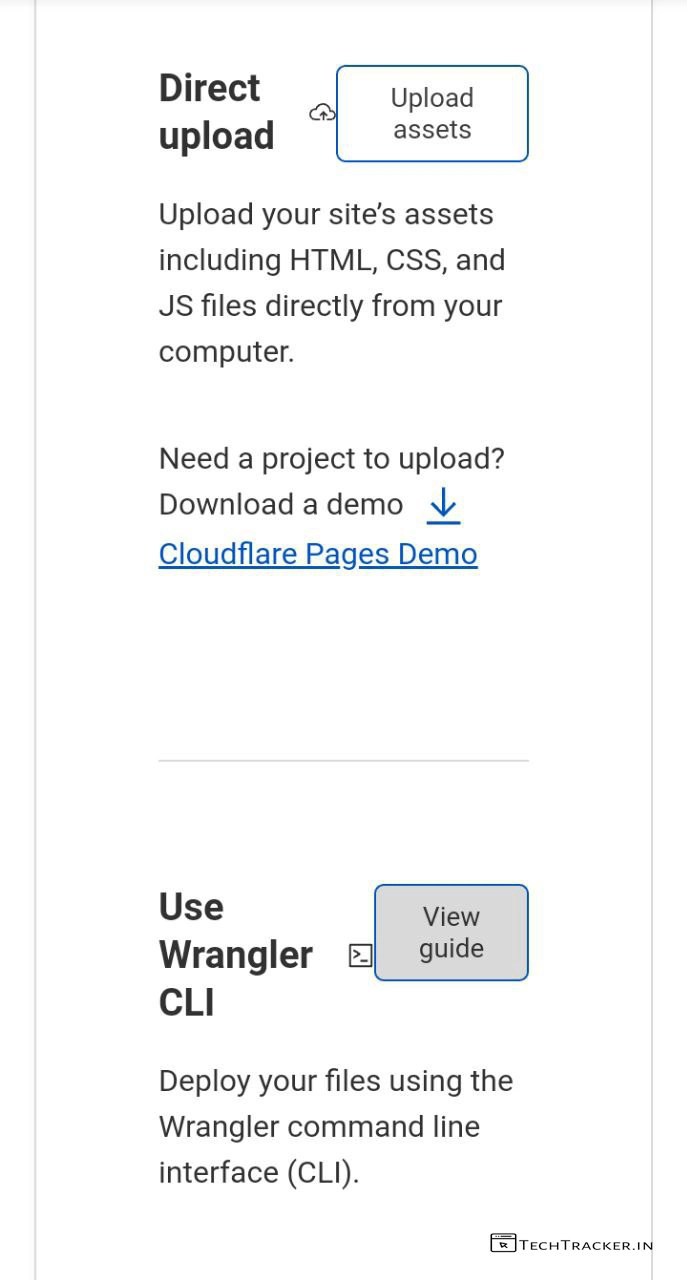 Direct
upload
Upload
assets
Upload your site’s assets
including HTML, CSS, and
JS files directly from your
computer.
Need a project to upload?
Download a demo
Cloudflare Pages Demo
Use
Wrangler
CLI
View
guide
Deploy your files using the
Wrangler command line
interface (CLI).
TECHTRACKER.IN